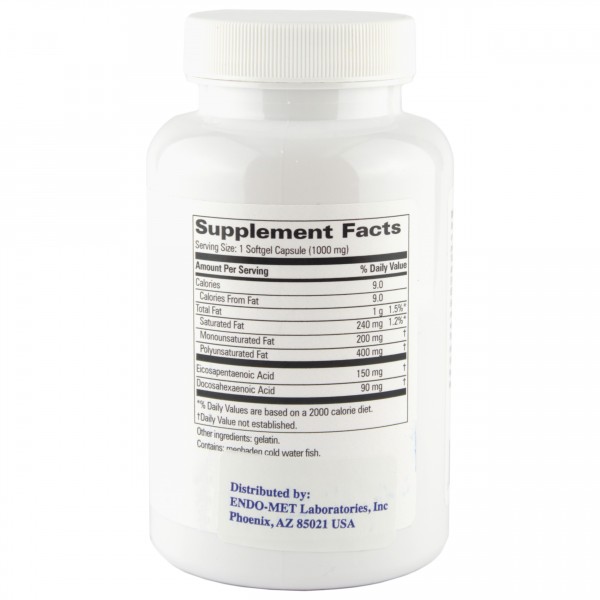 Supplement Facts
Serving Size: 1 Softgel Capsule (1000 mg)
Amount Per Serving % Daily Value
Calories 9.0
Calories From Fat 9.0
Total Fat 1 g 1.5%*
Saturated Fat 240 mg 1.2%*
Monounsaturated Fat 200 mg †
Polyunsaturated Fat 400 mg †
Eicosapentaenoic Acid 150 mg †
Docosahexaenoic Acid 90 mg †
*% Daily Values are based on a 2000 calorie diet.
†Daily Value not established.
Other ingredients: gelatin.
Contains: menhaden cold water fish.
Distributed by:
ENDO-MET Laboratories, Inc
Phoenix, AZ 85021 USA